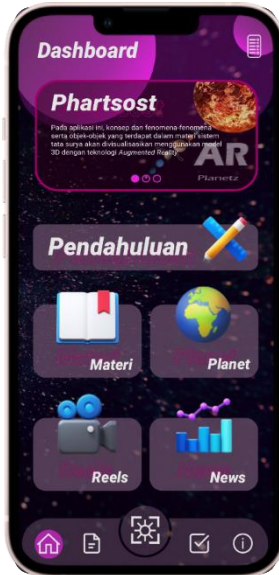 Dashboard
Phartsost
Pada aplikasi ini, konsep dan fenomena-fenomena
serta objek-objek yang terdapat dalam materi sistem
tata surya akan divisualisasikan menggunakan model
3D dengan teknologi Augmented Reality.
AR
Planetz
Pendahuluan
Materi
Planet
Reels
News